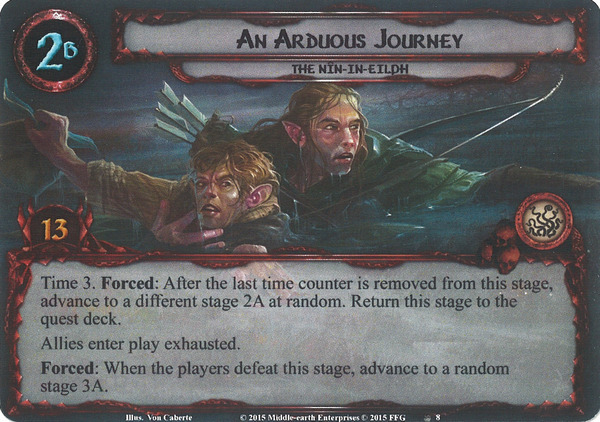 2B
AN ARDUOUS JOURNEY
THE NÎN-IN-EILPH
13
Time 3. Forced: After the last time counter is removed from this stage,
advance to a different stage 2A at random. Return this stage to the
quest deck.
Allies enter play exhausted.
Forced: When the players defeat this stage, advance to a random
stage 3A.
Illus. Von Caberte
© 2015 Middle-earth Enterprises © 2015 FFG
8